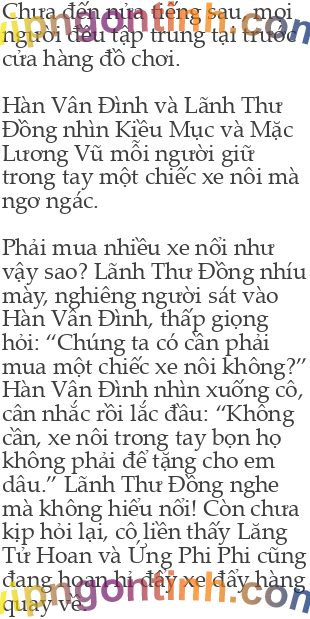 Chưa đến nửa tiếng sau, mọi
người đều tập trung tại trước
cửa hàng đồ chơi.
Hàn Vân Đình và Lãnh Thư
Đồng nhìn Kiều Mục và Mặc
Lương Vũ mỗi người giữ
trong tay một chiếc xe nôi mà
ngơ ngác.
Phải mua nhiều xe nổi như
vậy sao? Lãnh Thư Đồng nhíu
mày, nghiêng người sát vào
Hàn Vân Đình, thấp giọng
hỏi: “Chúng ta có cần phải
mua một chiếc xe nôi không?”
Hàn Vân Đình nhìn xuống cô,
cân nhắc rồi lắc đầu: “Không
cần, xe nôi trong tay bọn họ
không phải để tặng cho em
dâu.” Lãnh Thư Đồng nghe
mà không hiểu nổi! Còn chưa
kịp hỏi lại, cô liền thấy Lăng
Tử Hoan và Ứng Phi Phi cũng
đang hoan hỉ đẩy xe đẩy hàng
quay về.